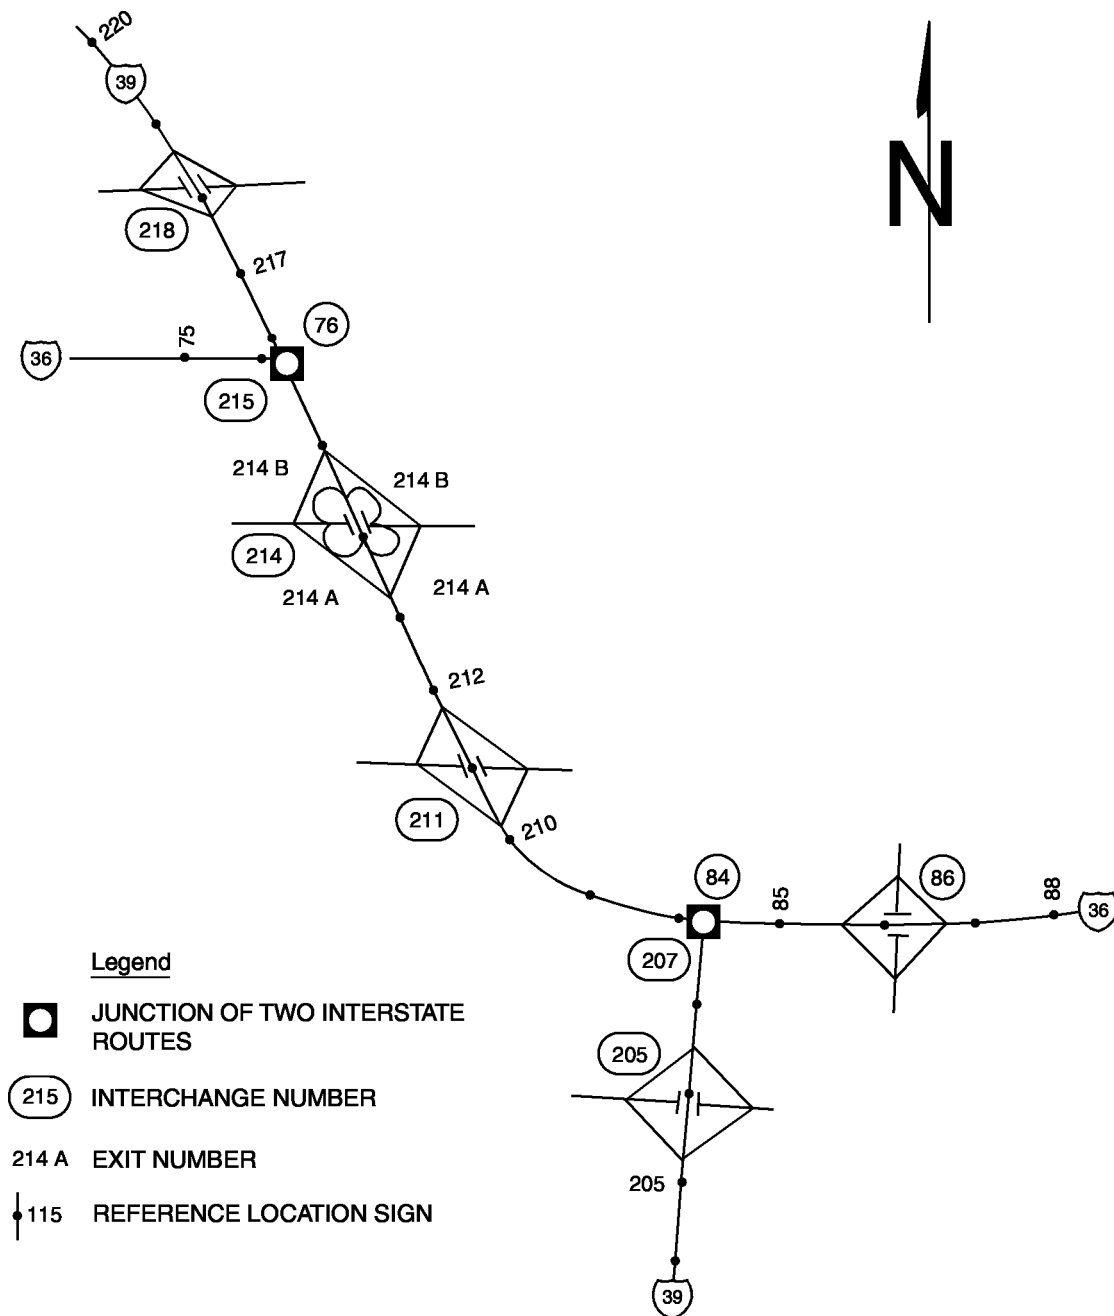 220
39
N
218
217
76
75
36
215
214 B
214 B
214
214 A
214 A
212
211
210
84
86
85
88
36
207
Legend
JUNCTION OF TWO INTERSTATE
ROUTES
205
215 INTERCHANGE NUMBER
214 A EXIT NUMBER
205
115 REFERENCE LOCATION SIGN
39